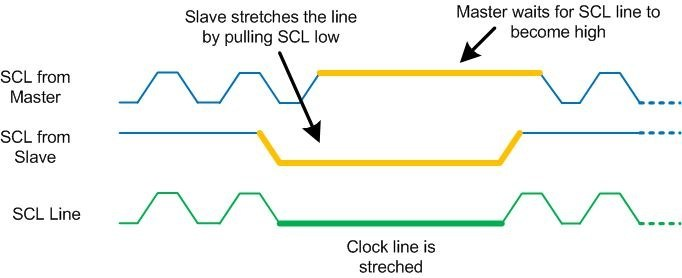 Slave stretches the line
by pulling SCL low
Master waits for SCL line to
become high
SCL from
Master
SCL from
Slave
SCL Line
Clock line is
streched